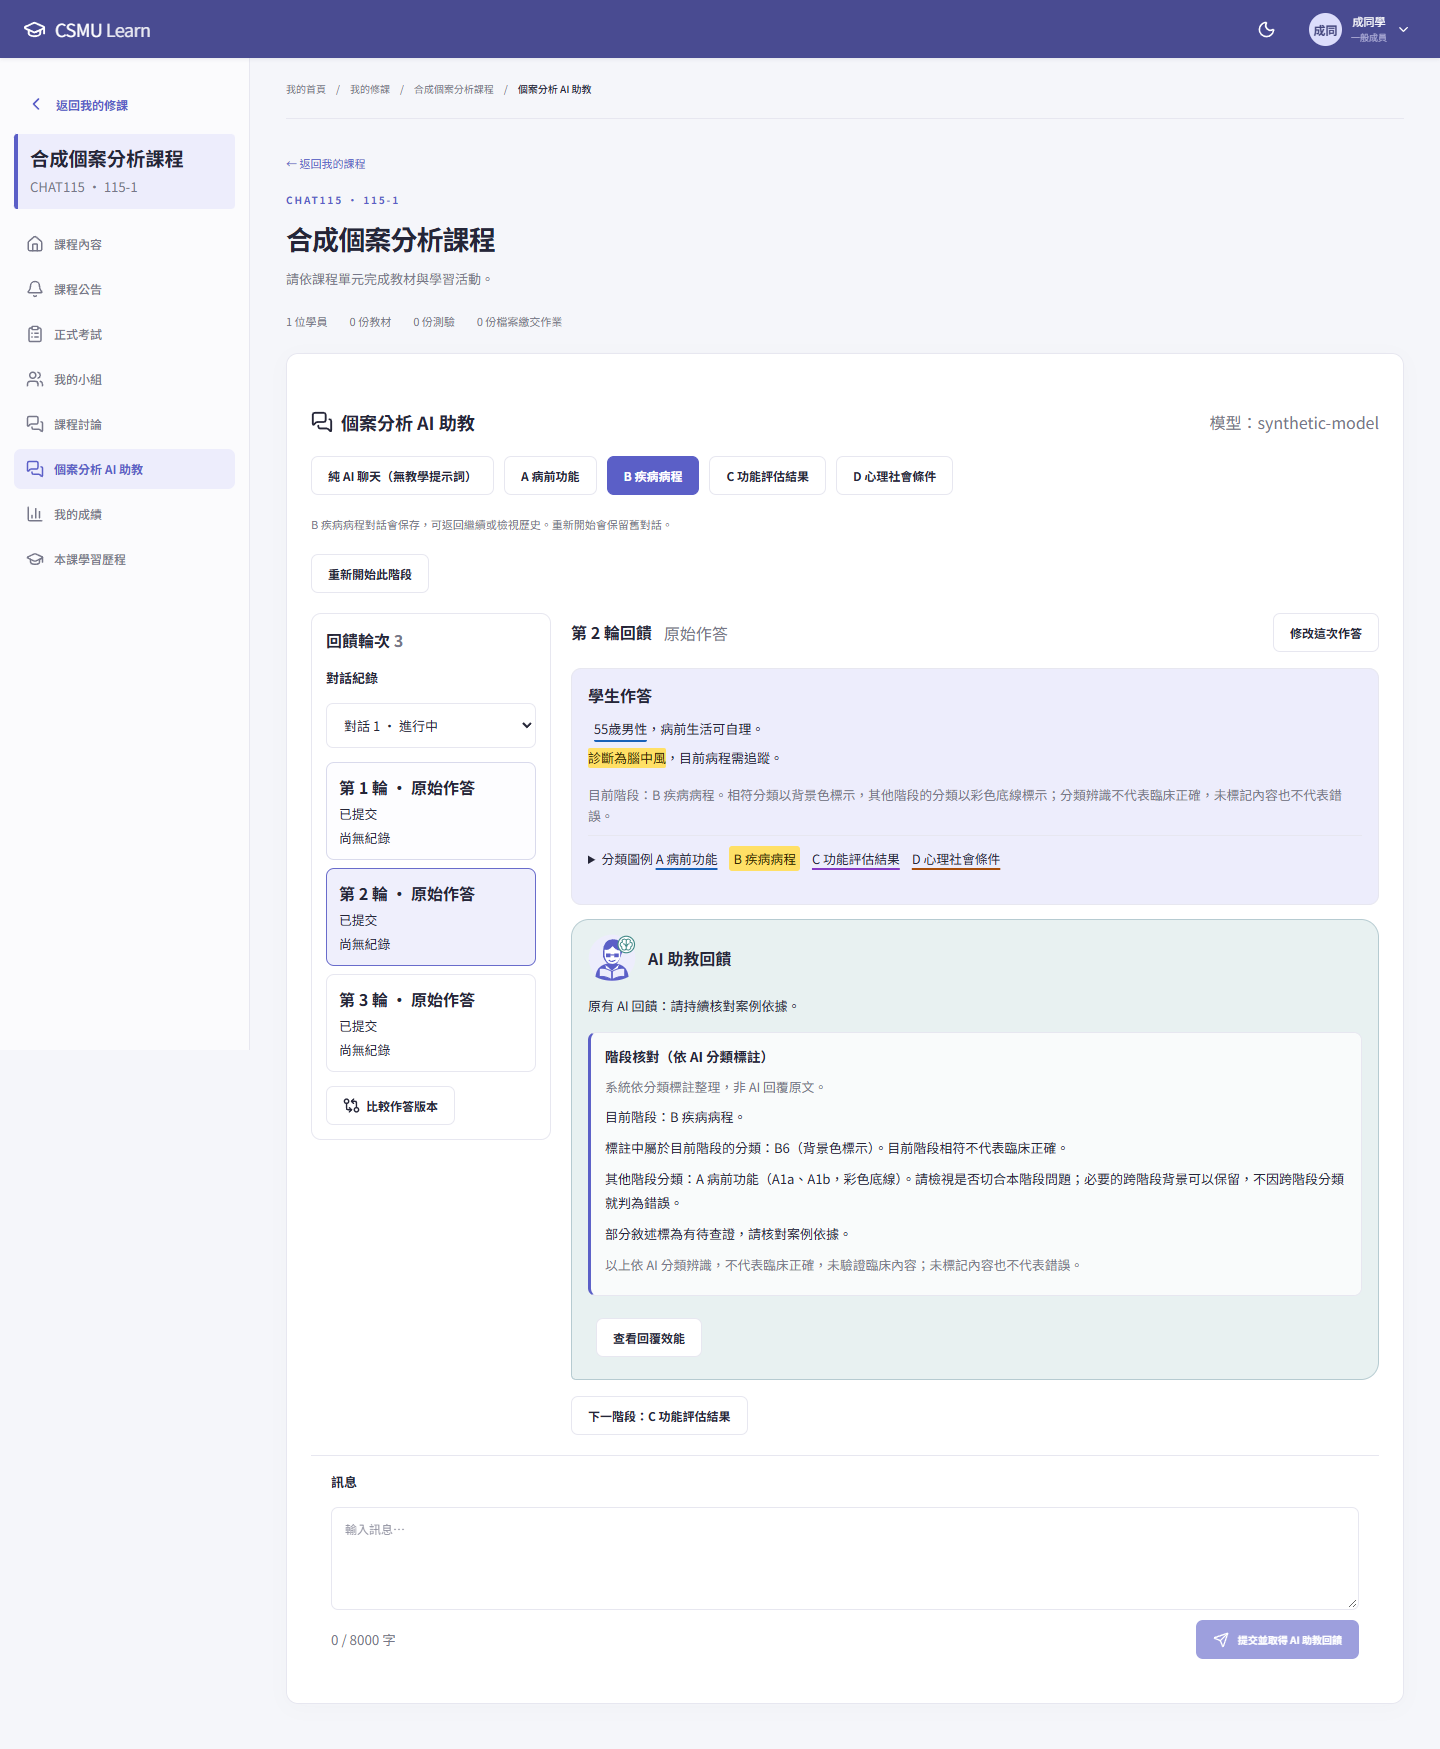 CSMU Learn
成同
成同學
一般成員
返回我的修課
合成個案分析課程
CHAT115 • 115-1
課程內容
課程公告
正式考試
我的小組
課程討論
個案分析 AI 助教
我的成績
本課學習歷程
我的首頁 / 我的修課 / 合成個案分析課程 / 個案分析 AI 助教
← 返回我的課程
CHAT115 • 115-1
合成個案分析課程
請依課程單元完成教材與學習活動。
1 位學員 0 份教材 0 份測驗 0 份檔案繳交作業
個案分析 AI 助教
模型：synthetic-model
純 AI 聊天（無教學提示詞） A 病前功能 B 疾病病程 C 功能評估結果 D 心理社會條件
B 疾病病程對話會保存，可返回繼續或檢視歷史。重新開始會保留舊對話。
重新開始此階段
回饋輪次 3
對話紀錄
對話 1 • 進行中
第 1 輪 • 原始作答
已提交
尚無紀錄
第 2 輪 • 原始作答
已提交
尚無紀錄
第 3 輪 • 原始作答
已提交
尚無紀錄
比較作答版本
第 2 輪回饋 原始作答
修改這次作答
學生作答
55歲男性，病前生活可自理。
診斷為腦中風，目前病程需追蹤。
目前階段：B 疾病病程。相符分類以背景色標示，其他階段的分類以彩色底線標示；分類辨識不代表臨床正確，未標記內容也不代表錯
誤。
▶ 分類圖例 A 病前功能 B 疾病病程 C 功能評估結果 D 心理社會條件
AI 助教回饋
原有 AI 回饋：請持續核對案例依據。
階段核對（依 AI 分類標註）
系統依分類標註整理，非 AI 回覆原文。
目前階段：B 疾病病程。
標註中屬於目前階段的分類：B6（背景色標示）。目前階段相符不代表臨床正確。
其他階段分類：A 病前功能（A1a、A1b，彩色底線）。請檢視是否切合本階段問題；必要的跨階段背景可以保留，不因跨階段分類
就判為錯誤。
部分敘述標為有待查證，請核對案例依據。
以上依 AI 分類辨識，不代表臨床正確，未驗證臨床內容；未標記內容也不代表錯誤。
查看回覆效能
下一階段：C 功能評估結果
訊息
輸入訊息…
0 / 8000 字
提交並取得 AI 助教回饋